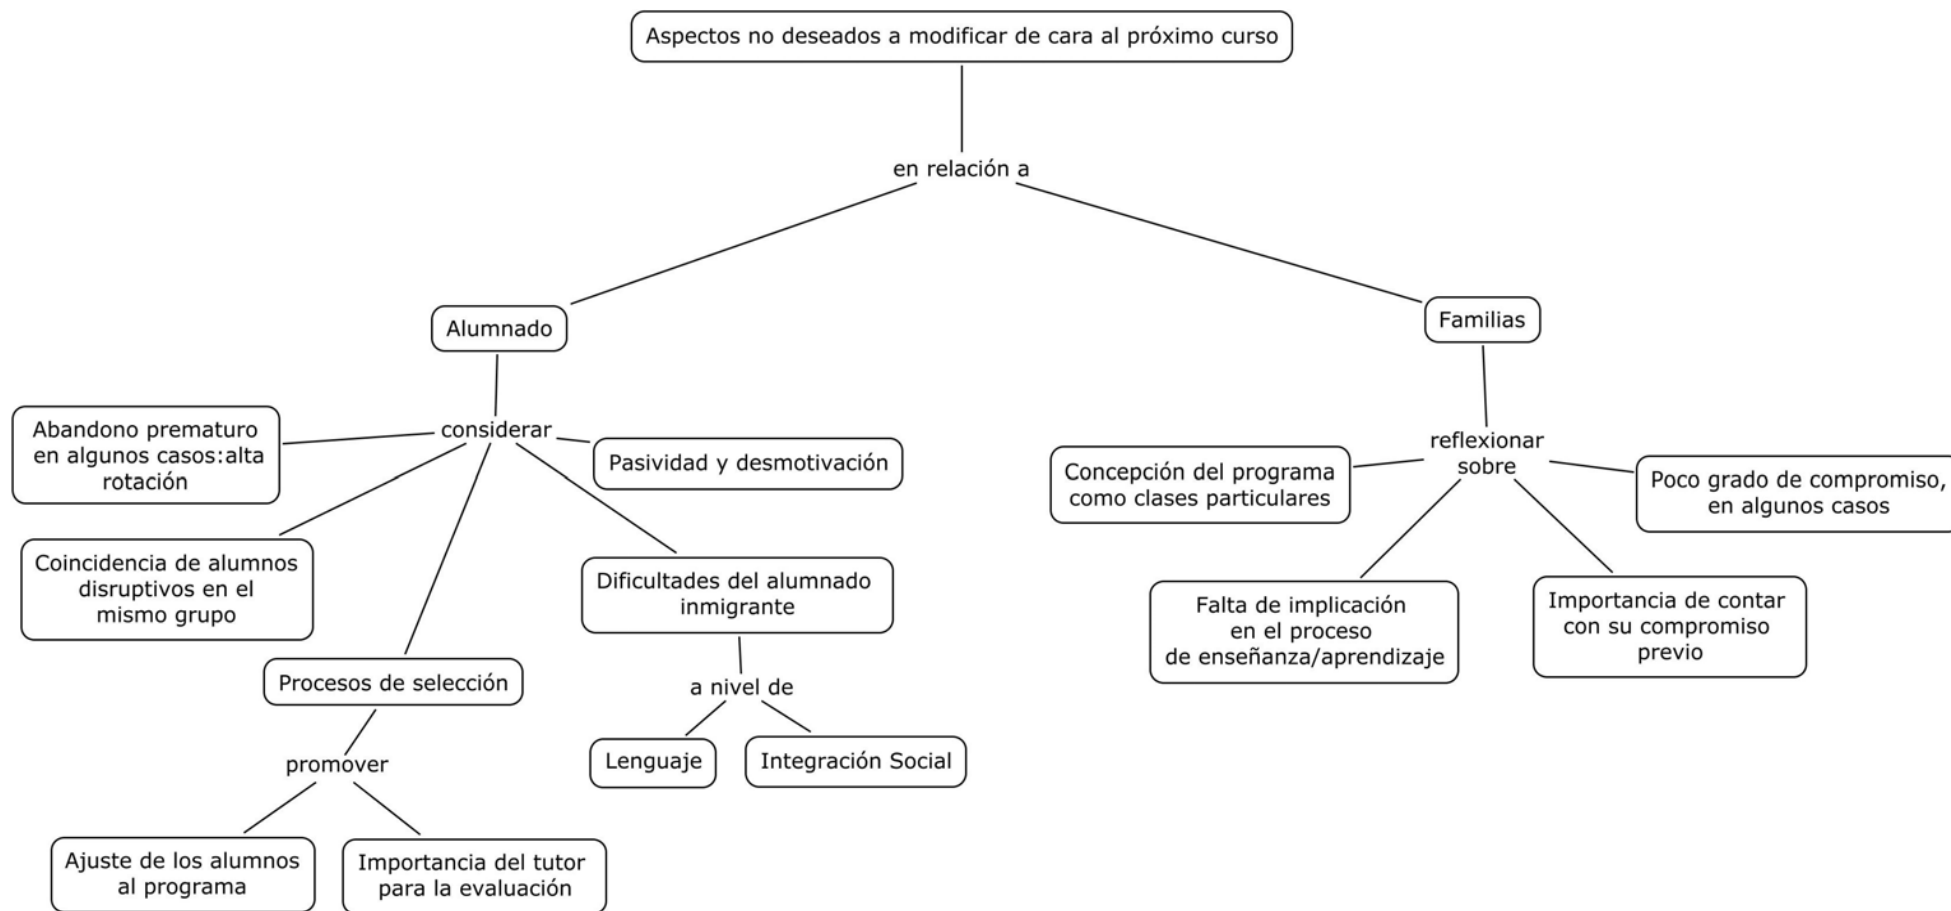 Aspectos no deseados a modificar de cara al próximo curso
en relación a
Alumnado
Familias
considerar
Abandono prematuro
en algunos casos:alta
rotación
Pasividad y desmotivación
Coincidencia de alumnos
disruptivos en el
mismo grupo
Dificultades del alumnado
inmigrante
Procesos de selección
a nivel de
Lenguaje
Integración Social
promover
Ajuste de los alumnos
al programa
Importancia del tutor
para la evaluación
reflexionar
sobre
Concepción del programa
como clases particulares
Poco grado de compromiso,
en algunos casos
Falta de implicación
en el proceso
de enseñanza/aprendizaje
Importancia de contar
con su compromiso
previo